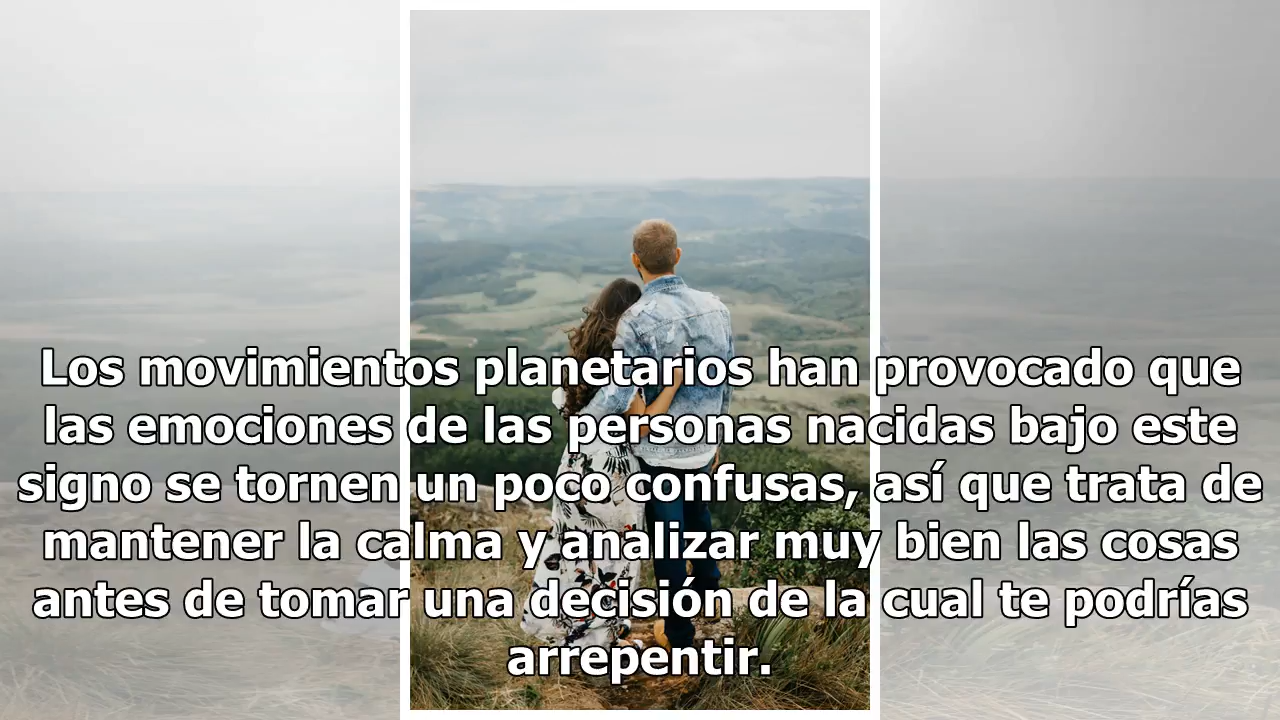 Los movimientos planetarios han provocado que
las emociones de las personas nacidas bajo este
signo se tornen un poco confusas, así que trata de
mantener la calma y analizar muy bien las cosas
antes de tomar una decisión de la cual te podrías
arrepentir.